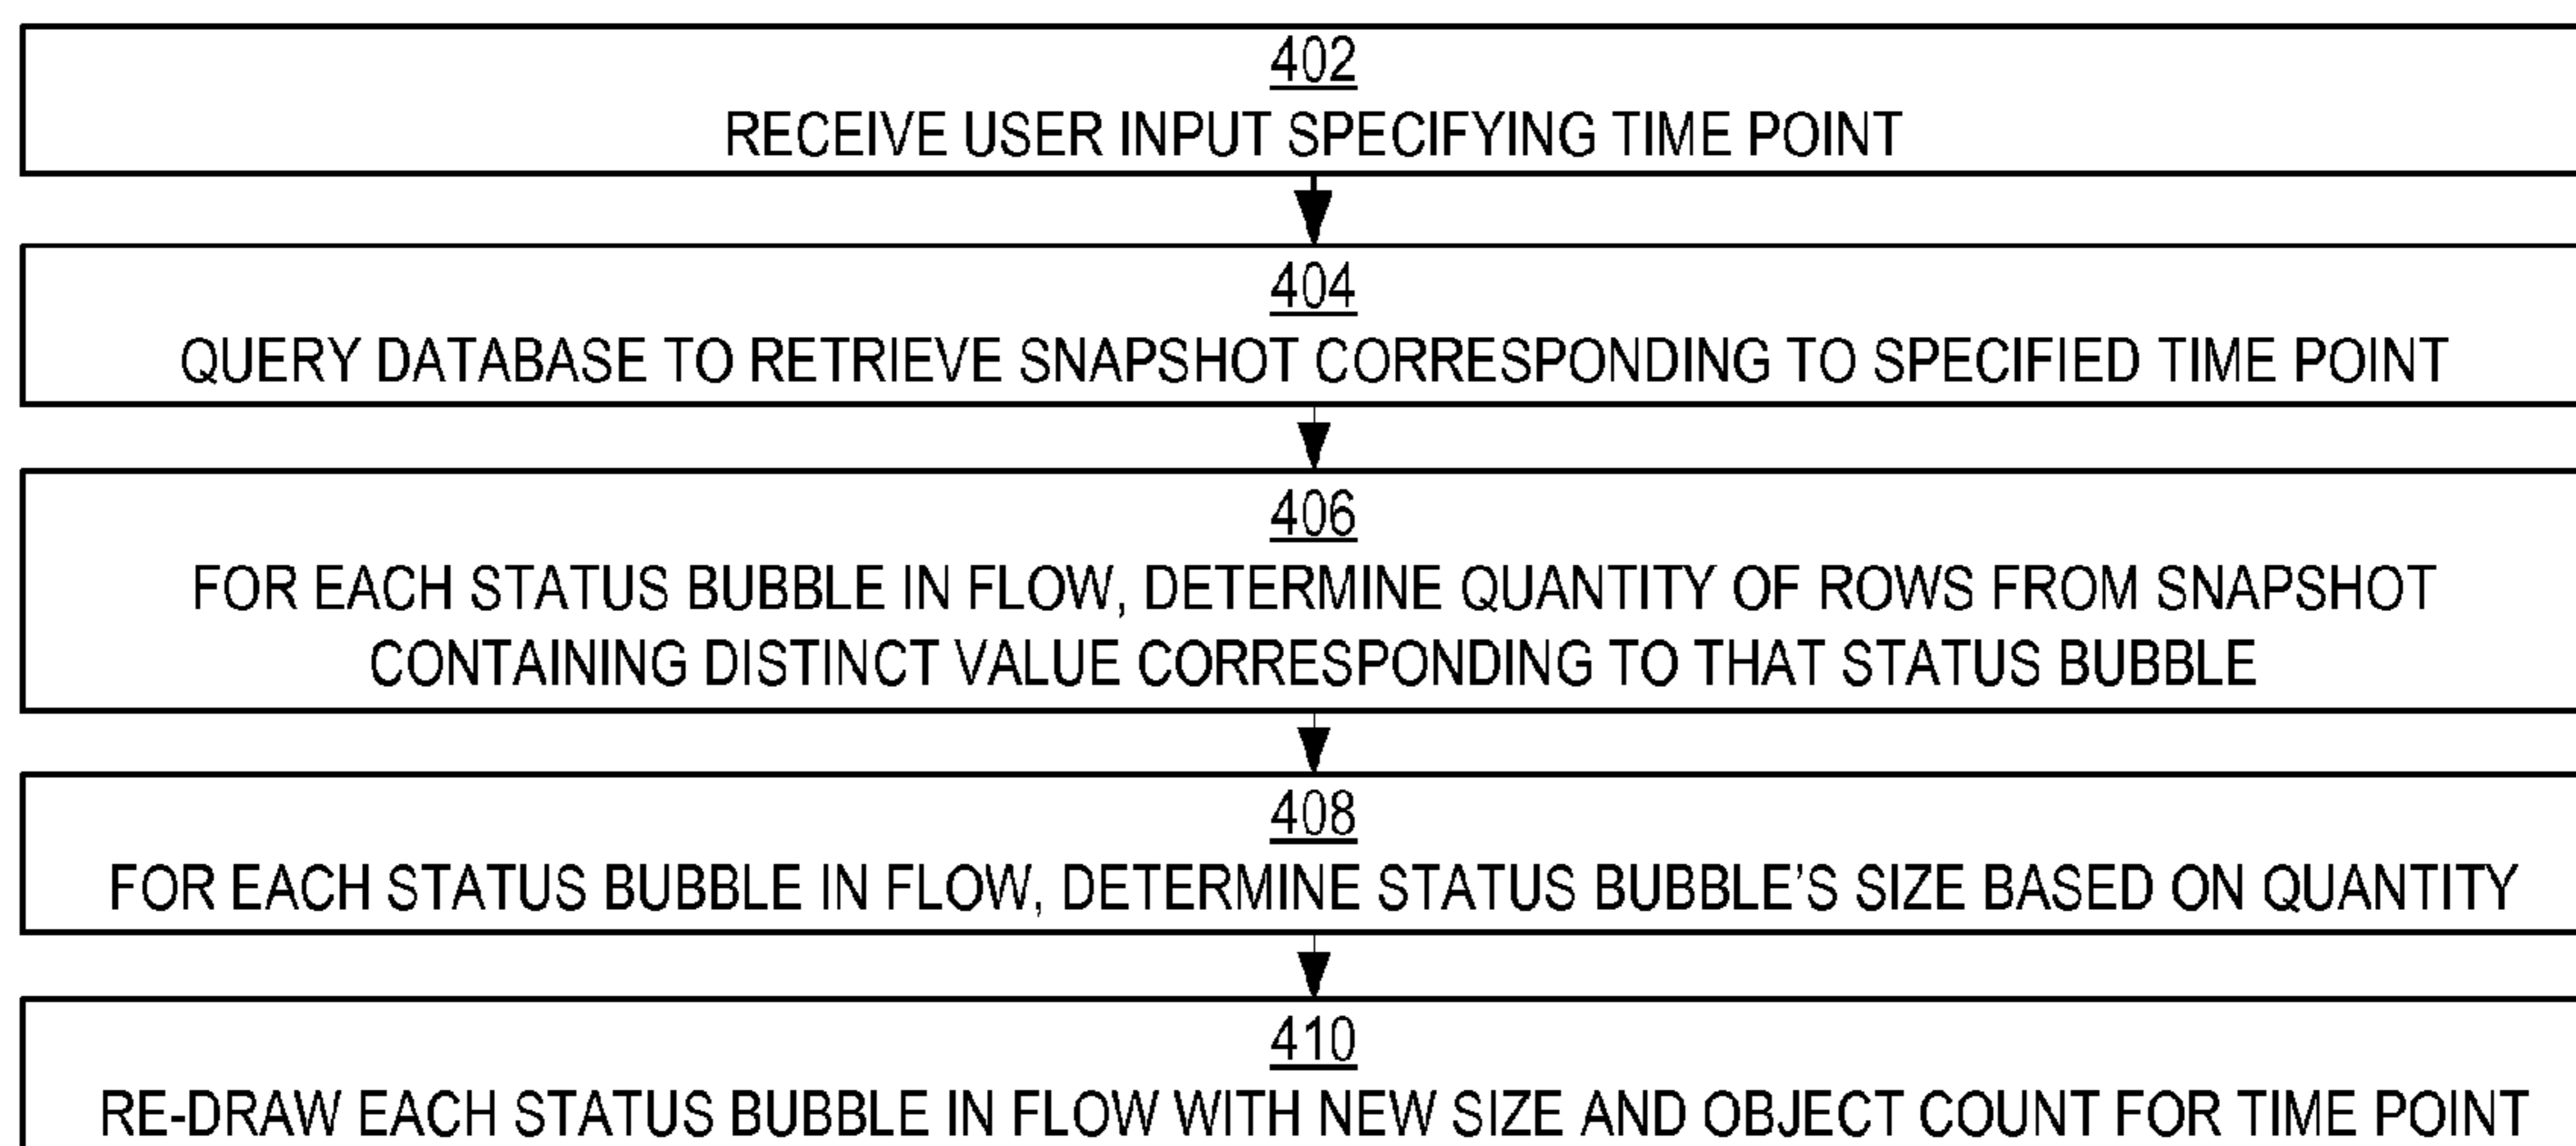 402
RECEIVE USER INPUT SPECIFYING TIME POINT
404
QUERY DATABASE TO RETRIEVE SNAPSHOT CORRESPONDING TO SPECIFIED TIME POINT
406
FOR EACH STATUS BUBBLE IN FLOW, DETERMINE QUANTITY OF ROWS FROM SNAPSHOT
CONTAINING DISTINCT VALUE CORRESPONDING TO THAT STATUS BUBBLE
408
FOR EACH STATUS BUBBLE IN FLOW, DETERMINE STATUS BUBBLE'S SIZE BASED ON QUANTITY
410
RE-DRAW EACH STATUS BUBBLE IN FLOW WITH NEW SIZE AND OBJECT COUNT FOR TIME POINT